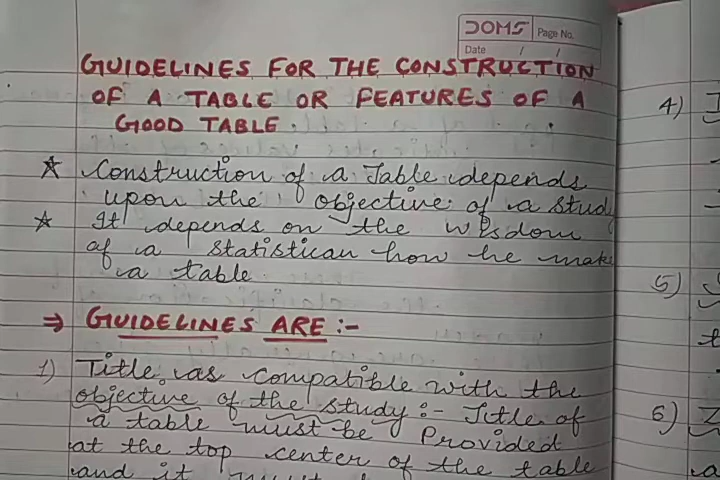 DOMS Page No.
Date / /
GUIDELINES FOR THE CONSTRUCTION
OF A TABLE OR FEATURES OF A
GOOD TABLE.
★ Construction of a Table depends
upon the objective of a study
★ It depends on the wisdom
of a statistican how he make
a table
⇒ GUIDELINES ARE :-
1) Title as compatible with the
objective of the study :- Title of
a table must be Provided
at the top center of the table
and it must
4)
5)
6)